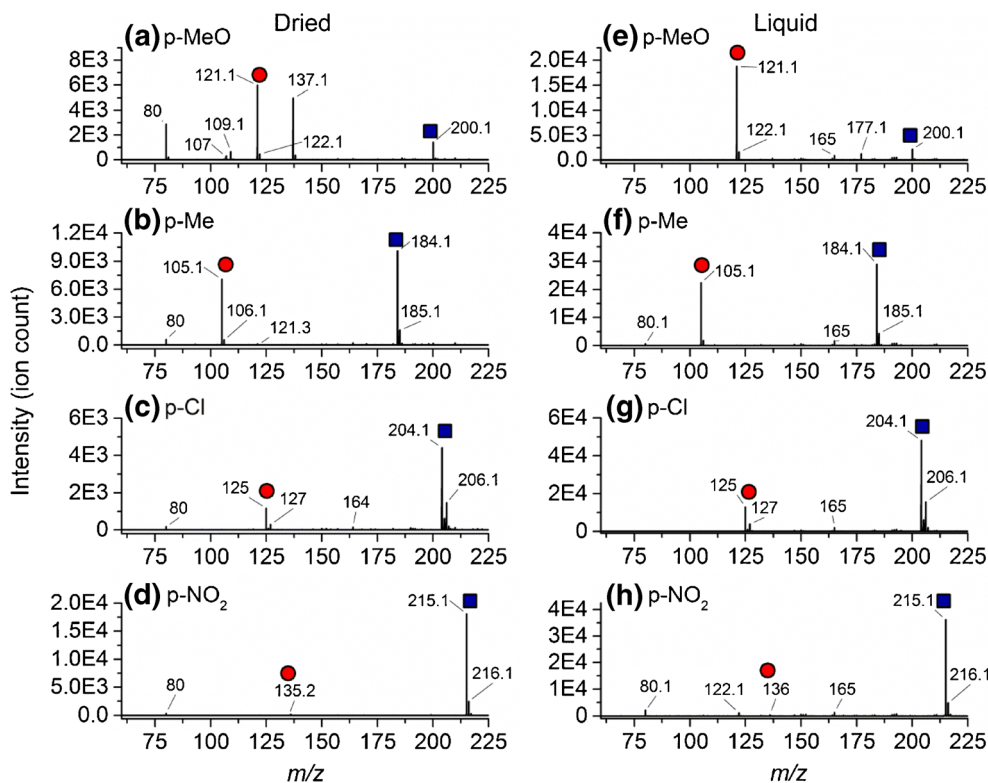 Dried
Liquid
Intensity (ion count)
(a) p-MeO
8E3
6E3
4E3
2E3
0
80
107
109.1
121.1
122.1
137.1
200.1
75 100 125 150 175 200 225
(b) p-Me
1.2E4
9.0E3
6.0E3
3.0E3
0.0
80
105.1
106.1
121.3
184.1
185.1
75 100 125 150 175 200 225
(c) p-Cl
6E3
4E3
2E3
0
80
125
127
164
204.1
206.1
75 100 125 150 175 200 225
(d) p-NO₂
2.0E4
1.5E4
1.0E4
5.0E3
0.0
80
135.2
215.1
216.1
75 100 125 150 175 200 225
m/z
(e) p-MeO
2.0E4
1.5E4
1.0E4
5.0E3
0.0
121.1
122.1
165
177.1
200.1
75 100 125 150 175 200 225
(f) p-Me
4E4
3E4
2E4
1E4
0
80.1
105.1
165
184.1
185.1
75 100 125 150 175 200 225
(g) p-Cl
6E4
4E4
2E4
0
125
127
165
204.1
206.1
75 100 125 150 175 200 225
(h) p-NO₂
4E4
3E4
2E4
1E4
0
80.1
122.1
136
165
215.1
216.1
75 100 125 150 175 200 225
m/z